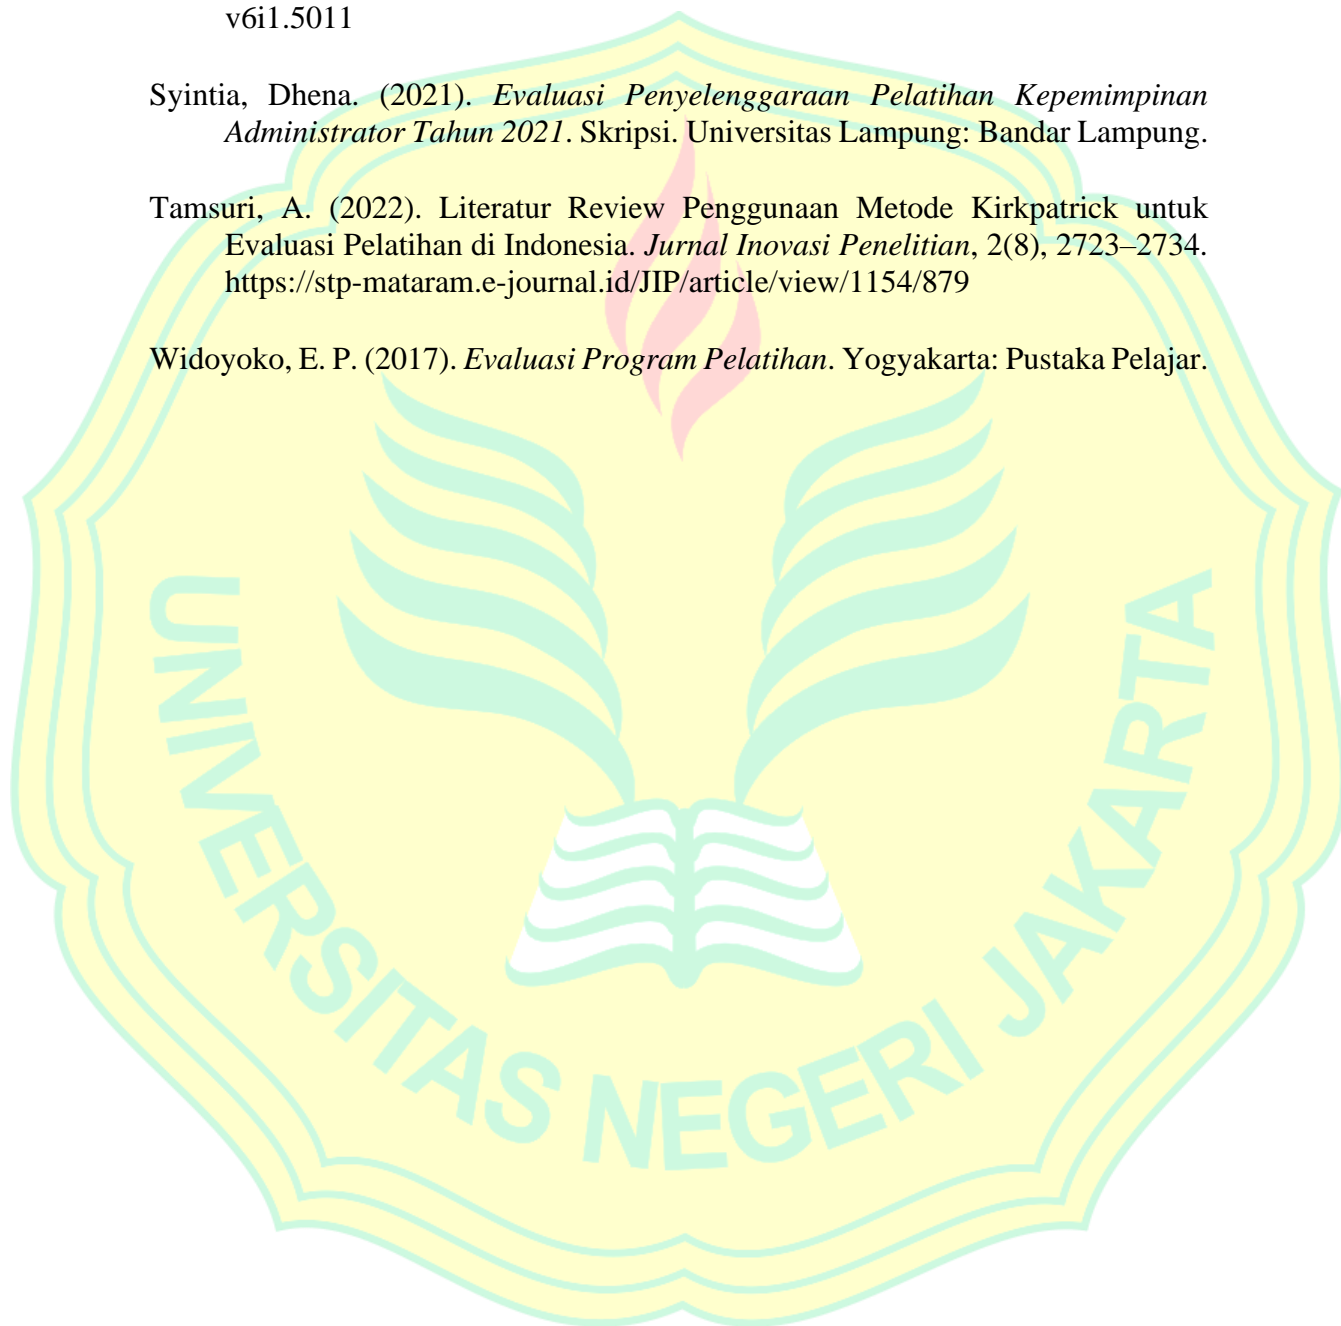 v6i1.5011
Syintia, Dhena. (2021). Evaluasi Penyelenggaraan Pelatihan Kepemimpinan
Administrator Tahun 2021. Skripsi. Universitas Lampung: Bandar Lampung.
Tamsuri, A. (2022). Literatur Review Penggunaan Metode Kirkpatrick untuk
Evaluasi Pelatihan di Indonesia. Jurnal Inovasi Penelitian, 2(8), 2723–2734.
https://stp-mataram.e-journal.id/JIP/article/view/1154/879
Widoyoko, E. P. (2017). Evaluasi Program Pelatihan. Yogyakarta: Pustaka Pelajar.
UNIVERSITAS NEGERI JAKARTA